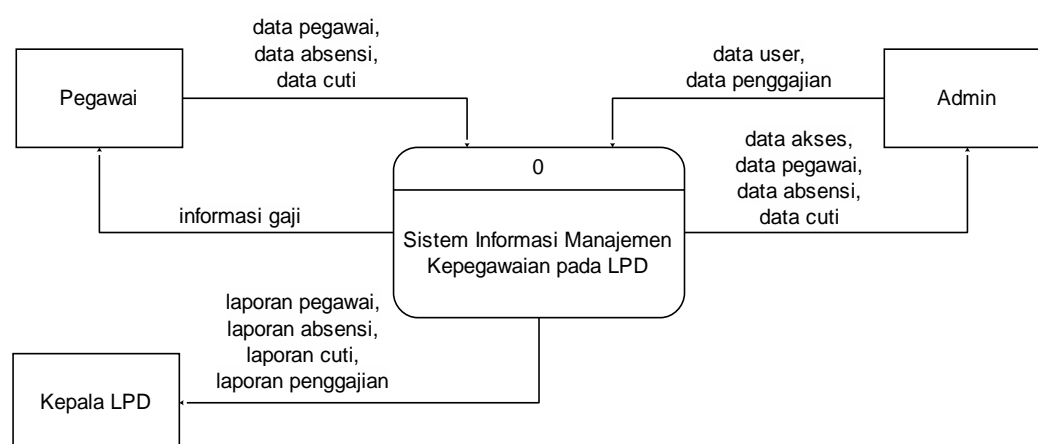 data pegawai,
data absensi,
data cuti
Pegawai
data user,
data penggajian
Admin
data akses,
data pegawai,
data absensi,
data cuti
0
Sistem Informasi Manajemen
Kepegawaian pada LPD
informasi gaji
laporan pegawai,
laporan absensi,
laporan cuti,
laporan penggajian
Kepala LPD